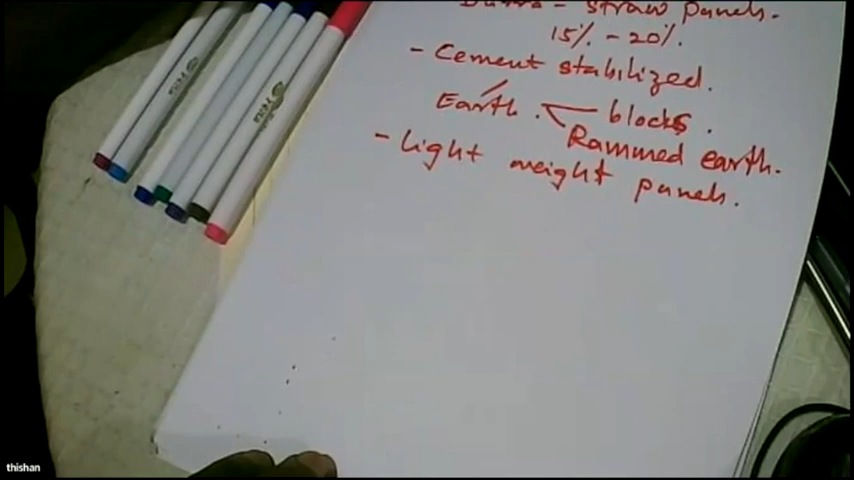 - straw panels.
15% - 20%.
- Cement stabilized.
Earth. blocks.
Rammed earth.
- Light weight panels.
thishan